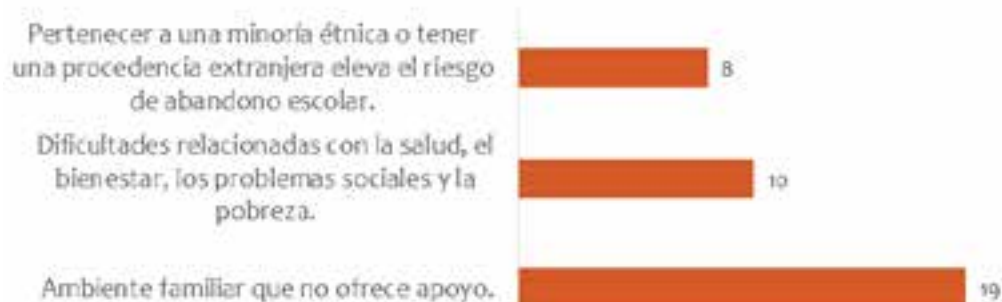 Pertenecer a una minoría étnica o tener
una procedencia extranjera eleva el riesgo
de abandono escolar.
8
Dificultades relacionadas con la salud, el
bienestar, los problemas sociales y la
pobreza.
10
Ambiente familiar que no ofrece apoyo.
19